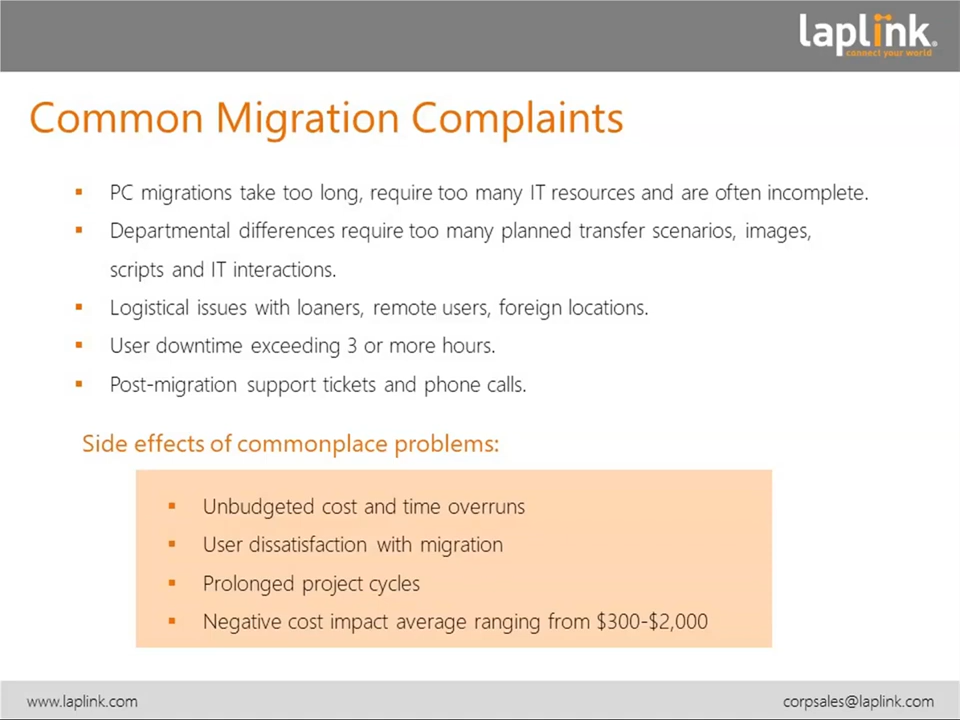 laplink®
connect your world
Common Migration Complaints
▪ PC migrations take too long, require too many IT resources and are often incomplete.
▪ Departmental differences require too many planned transfer scenarios, images,
scripts and IT interactions.
▪ Logistical issues with loaners, remote users, foreign locations.
▪ User downtime exceeding 3 or more hours.
▪ Post-migration support tickets and phone calls.
Side effects of commonplace problems:
▪ Unbudgeted cost and time overruns
▪ User dissatisfaction with migration
▪ Prolonged project cycles
▪ Negative cost impact average ranging from $300-$2,000
www.laplink.com
corpsales@laplink.com